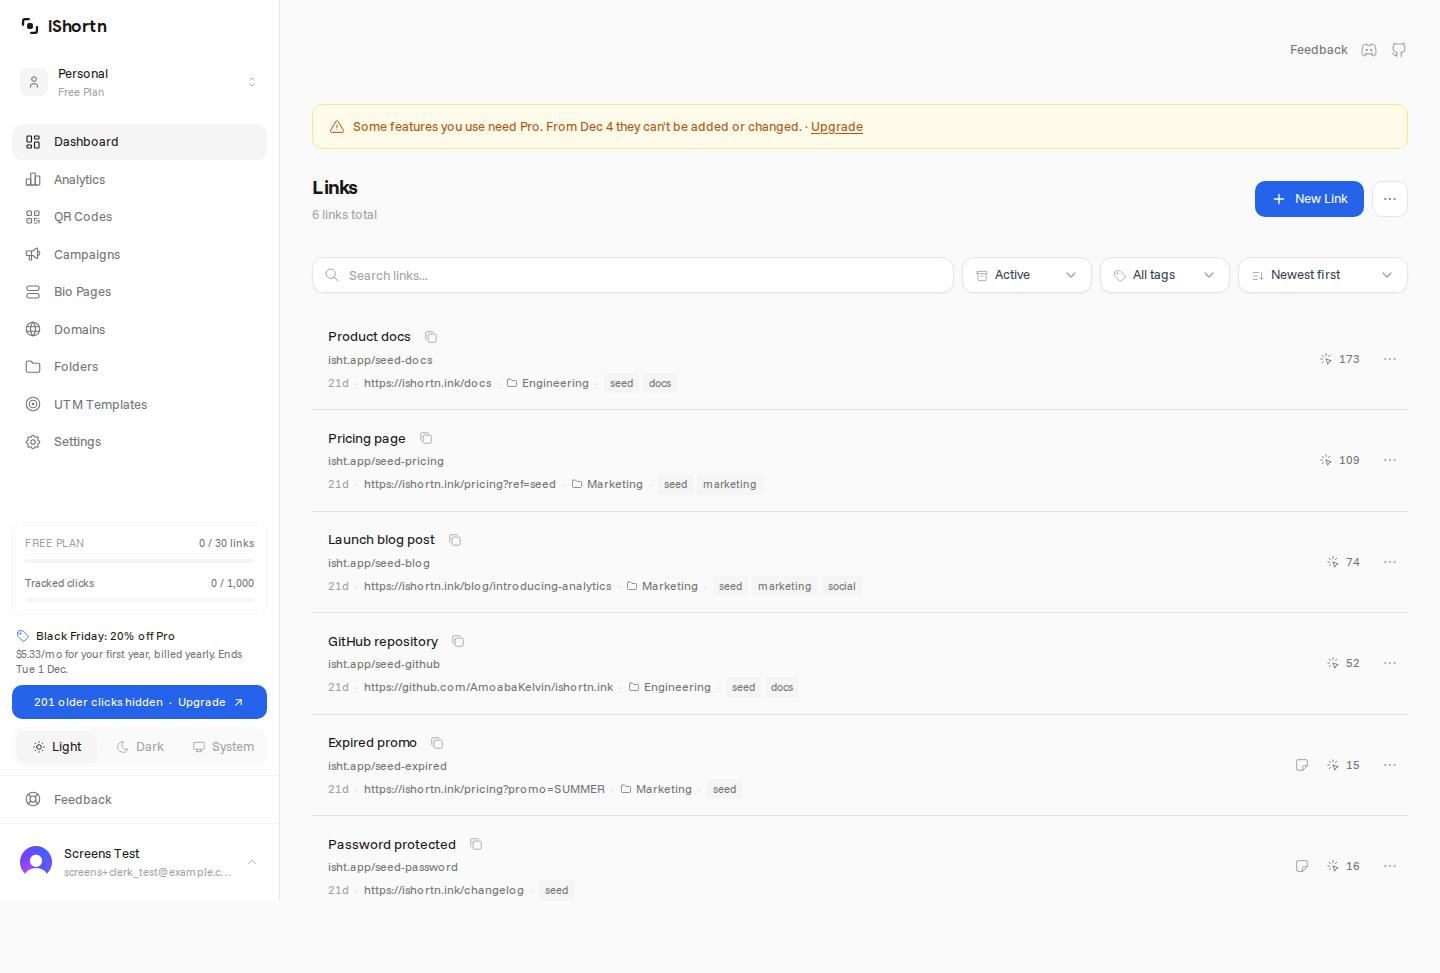 iShortn
Personal
Free Plan
Dashboard
Analytics
QR Codes
Campaigns
Bio Pages
Domains
Folders
UTM Templates
Settings
FREE PLAN 0 / 30 links
Tracked clicks 0 / 1,000
Black Friday: 20% off Pro
$5.33/mo for your first year, billed yearly. Ends
Tue 1 Dec.
201 older clicks hidden · Upgrade
Light Dark System
Feedback
Screens Test
screens+clerk_test@example.c...
Feedback
Some features you use need Pro. From Dec 4 they can't be added or changed. · Upgrade
Links
6 links total
New Link
Search links...
Active
All tags
Newest first
Product docs
isht.app/seed-docs
21d · https://ishortn.ink/docs · Engineering · seed docs
173
Pricing page
isht.app/seed-pricing
21d · https://ishortn.ink/pricing?ref=seed · Marketing · seed marketing
109
Launch blog post
isht.app/seed-blog
21d · https://ishortn.ink/blog/introducing-analytics · Marketing · seed marketing social
74
GitHub repository
isht.app/seed-github
21d · https://github.com/AmoabaKelvin/ishortn.ink · Engineering · seed docs
52
Expired promo
isht.app/seed-expired
21d · https://ishortn.ink/pricing?promo=SUMMER · Marketing · seed
15
Password protected
isht.app/seed-password
21d · https://ishortn.ink/changelog · seed
16